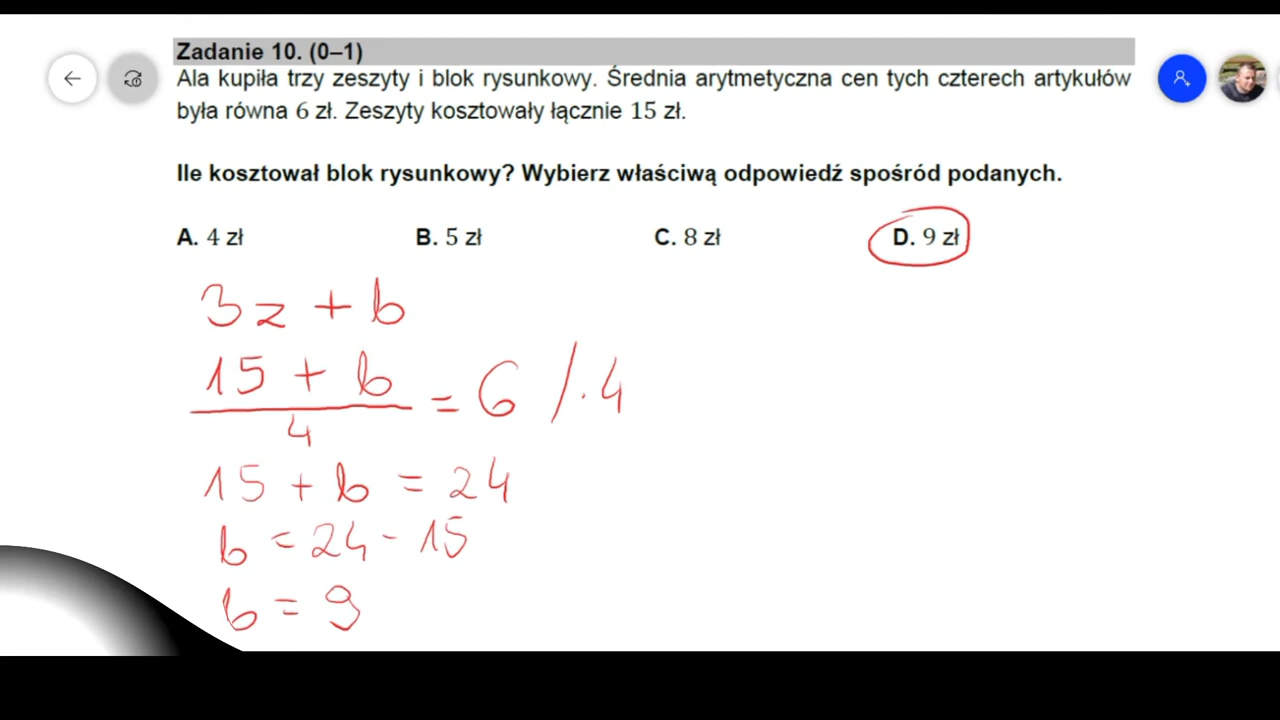 Zadanie 10. (0–1)
Ala kupiła trzy zeszyty i blok rysunkowy. Średnia arytmetyczna cen tych czterech artykułów
była równa 6 zł. Zeszyty kosztowały łącznie 15 zł.
Ile kosztował blok rysunkowy? Wybierz właściwą odpowiedź spośród podanych.
A. 4 zł B. 5 zł C. 8 zł D. 9 zł
3z + b
15 + b
= 6 / · 4
4
15 + b = 24
b = 24 - 15
b = 9